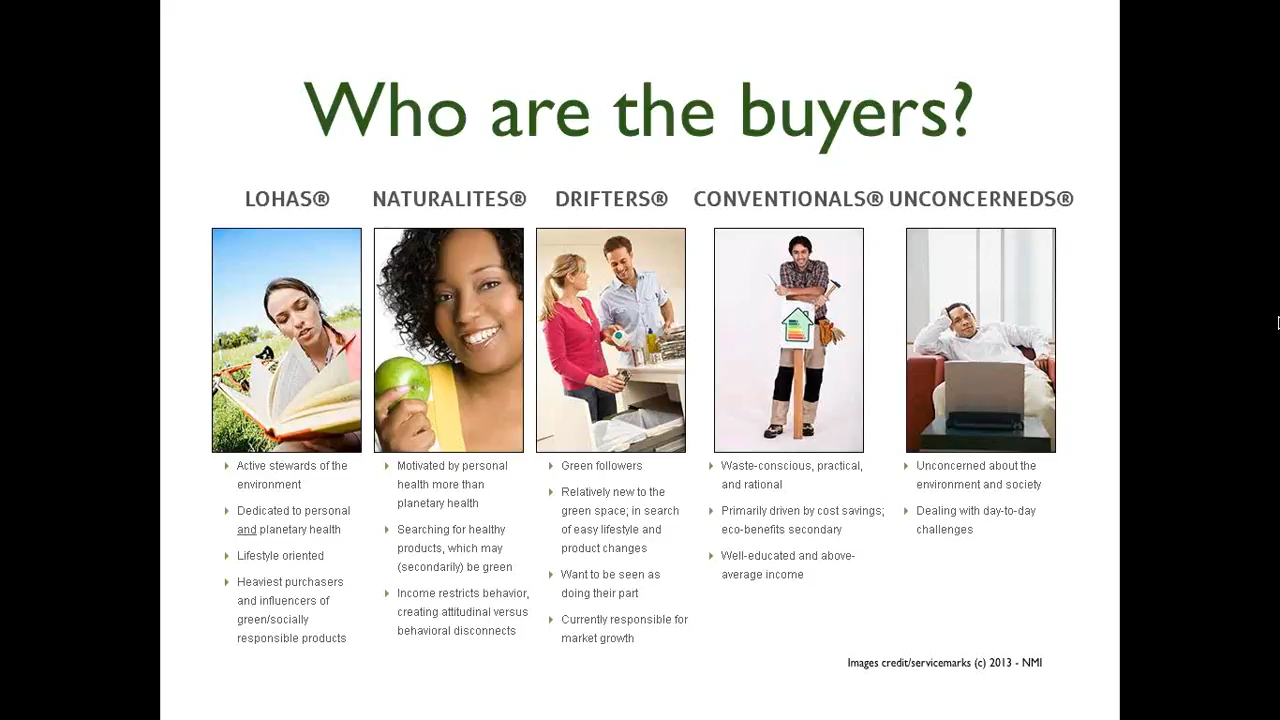 Who are the buyers?
LOHAS®
NATURALITES®
DRIFTERS®
CONVENTIONALS®
UNCONCERNEDS®
Active stewards of the
environment
Dedicated to personal
and planetary health
Lifestyle oriented
Heaviest purchasers
and influencers of
green/socially
responsible products
Motivated by personal
health more than
planetary health
Searching for healthy
products, which may
(secondarily) be green
Income restricts behavior,
creating attitudinal versus
behavioral disconnects
Green followers
Relatively new to the
green space; in search
of easy lifestyle and
product changes
Want to be seen as
doing their part
Currently responsible for
market growth
Waste-conscious, practical,
and rational
Primarily driven by cost savings;
eco-benefits secondary
Well-educated and above-
average income
Unconcerned about the
environment and society
Dealing with day-to-day
challenges
Images credit/servicemarks (c) 2013 - NMI